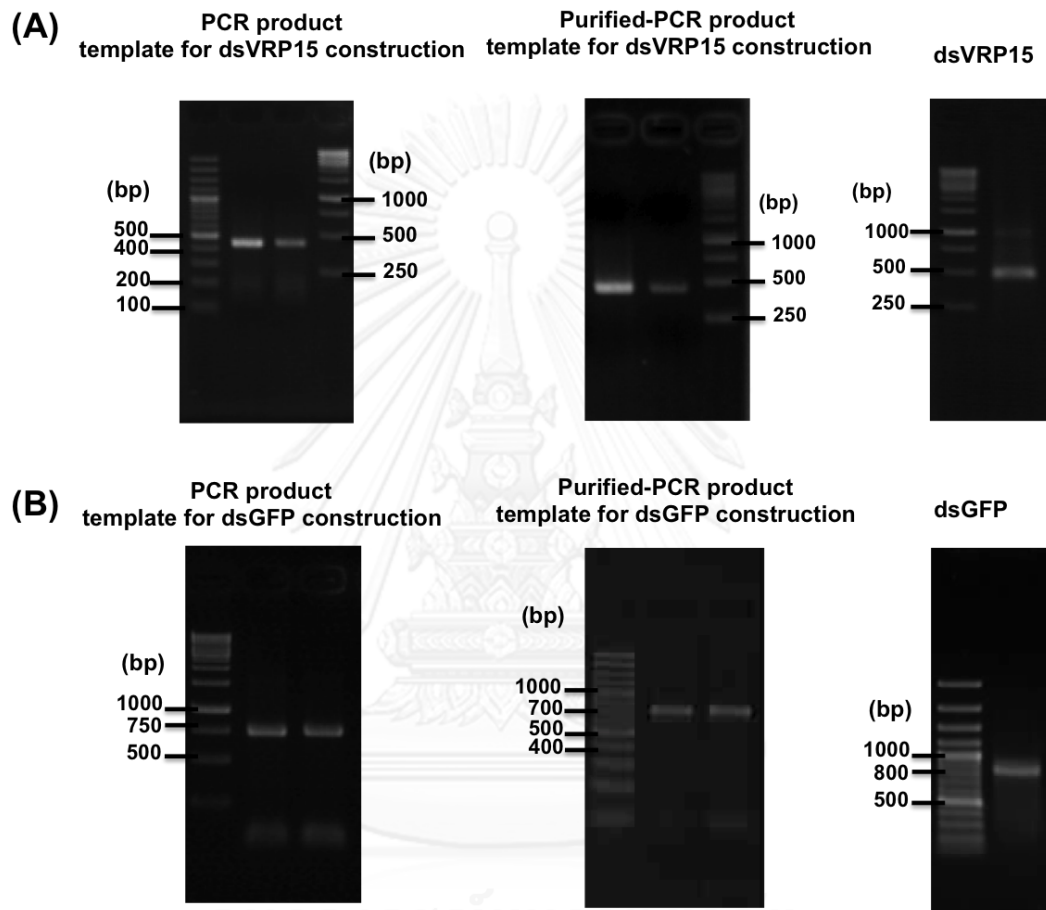 (A)
PCR product
template for dsVRP15 construction
(bp)
500
400
200
100
(bp)
1000
500
250
Purified-PCR product
template for dsVRP15 construction
(bp)
1000
500
250
dsVRP15
1000
500
250
(B)
PCR product
template for dsGFP construction
(bp)
1000
750
500
Purified-PCR product
template for dsGFP construction
(bp)
1000
700
500
400
dsGFP
(bp)
1000
800
500